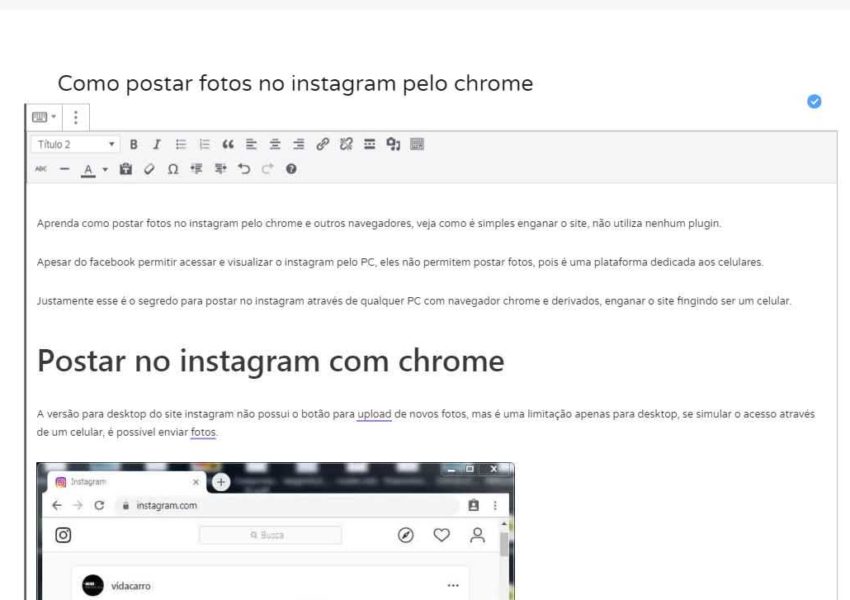 Como postar fotos no instagram pelo chrome
Título 2
B I
ABC A Ω
Aprenda como postar fotos no instagram pelo chrome e outros navegadores, veja como é simples enganar o site, não utiliza nenhum plugin.
Apesar do facebook permitir acessar e visualizar o instagram pelo PC, eles não permitem postar fotos, pois é uma plataforma dedicada aos celulares.
Justamente esse é o segredo para postar no instagram através de qualquer PC com navegador chrome e derivados, enganar o site fingindo ser um celular.
Postar no instagram com chrome
A versão para desktop do site instagram não possui o botão para upload de novos fotos, mas é uma limitação apenas para desktop, se simular o acesso através
de um celular, é possível enviar fotos.
Instagram
instagram.com
Busca
vidacarro